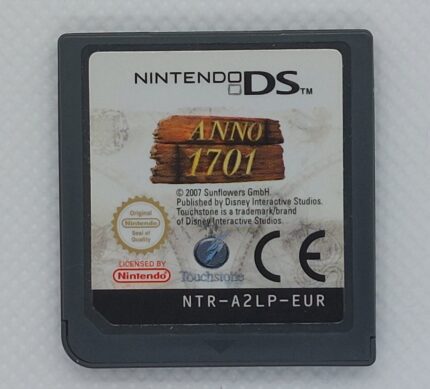 NINTENDO DS™
ANNO
1701
© 2007 Sunflowers GmbH.
Published by Disney Interactive Studios.
Touchstone is a trademark/brand
of Disney Interactive Studios.
Original
Nintendo
Seal of
Quality
LICENSED BY
Nintendo
Touchstone
CE
NTR-A2LP-EUR